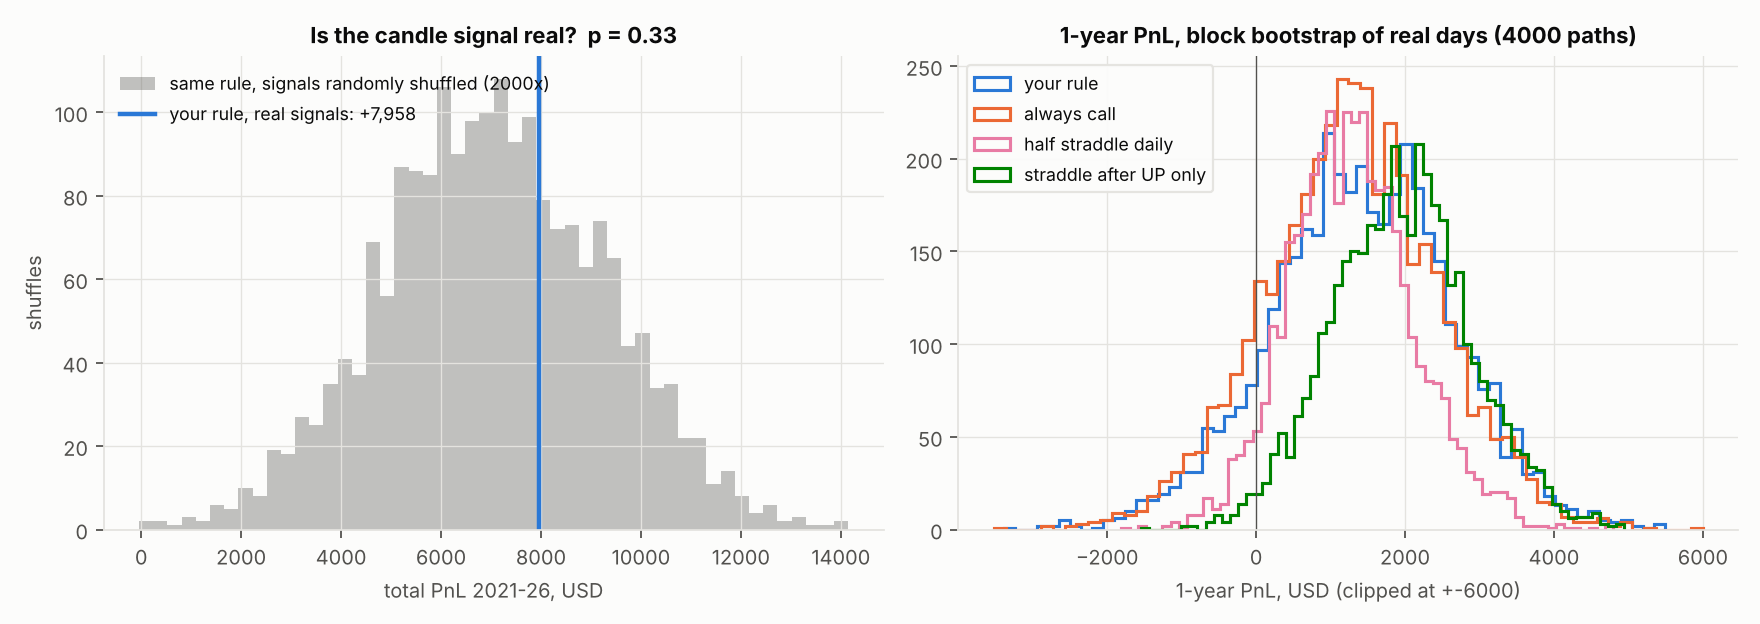 Is the candle signal real?  p = 0.33
same rule, signals randomly shuffled (2000x)
your rule, real signals: +7,958
shuffles
100
80
60
40
20
0
0
2000
4000
6000
8000
10000
12000
14000
total PnL 2021-26, USD
1-year PnL, block bootstrap of real days (4000 paths)
your rule
always call
half straddle daily
straddle after UP only
250
200
150
100
50
0
−2000
0
2000
4000
6000
1-year PnL, USD (clipped at +-6000)